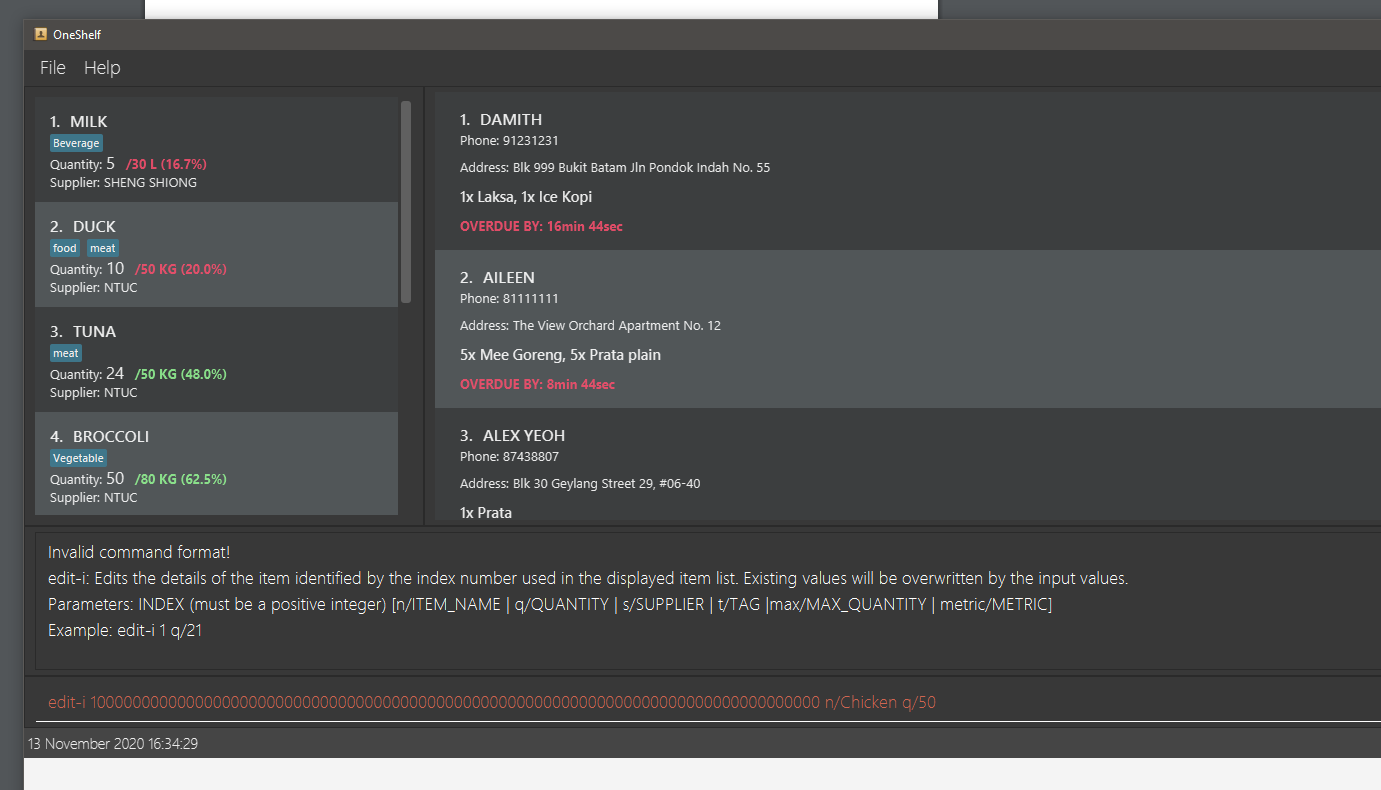 OneShelf
File Help
1. MILK
Beverage
Quantity: 5 /30 L (16.7%)
Supplier: SHENG SHIONG
2. DUCK
food meat
Quantity: 10 /50 KG (20.0%)
Supplier: NTUC
3. TUNA
meat
Quantity: 24 /50 KG (48.0%)
Supplier: NTUC
4. BROCCOLI
Vegetable
Quantity: 50 /80 KG (62.5%)
Supplier: NTUC
1. DAMITH
Phone: 91231231
Address: Blk 999 Bukit Batam Jln Pondok Indah No. 55
1x Laksa, 1x Ice Kopi
OVERDUE BY: 16min 44sec
2. AILEEN
Phone: 81111111
Address: The View Orchard Apartment No. 12
5x Mee Goreng, 5x Prata plain
OVERDUE BY: 8min 44sec
3. ALEX YEOH
Phone: 87438807
Address: Blk 30 Geylang Street 29, #06-40
1x Prata
Invalid command format!
edit-i: Edits the details of the item identified by the index number used in the displayed item list. Existing values will be overwritten by the input values.
Parameters: INDEX (must be a positive integer) [n/ITEM_NAME | q/QUANTITY | s/SUPPLIER | t/TAG |max/MAX_QUANTITY | metric/METRIC]
Example: edit-i 1 q/21
edit-i n/Chicken q/50
13 November 2020 16:34:29